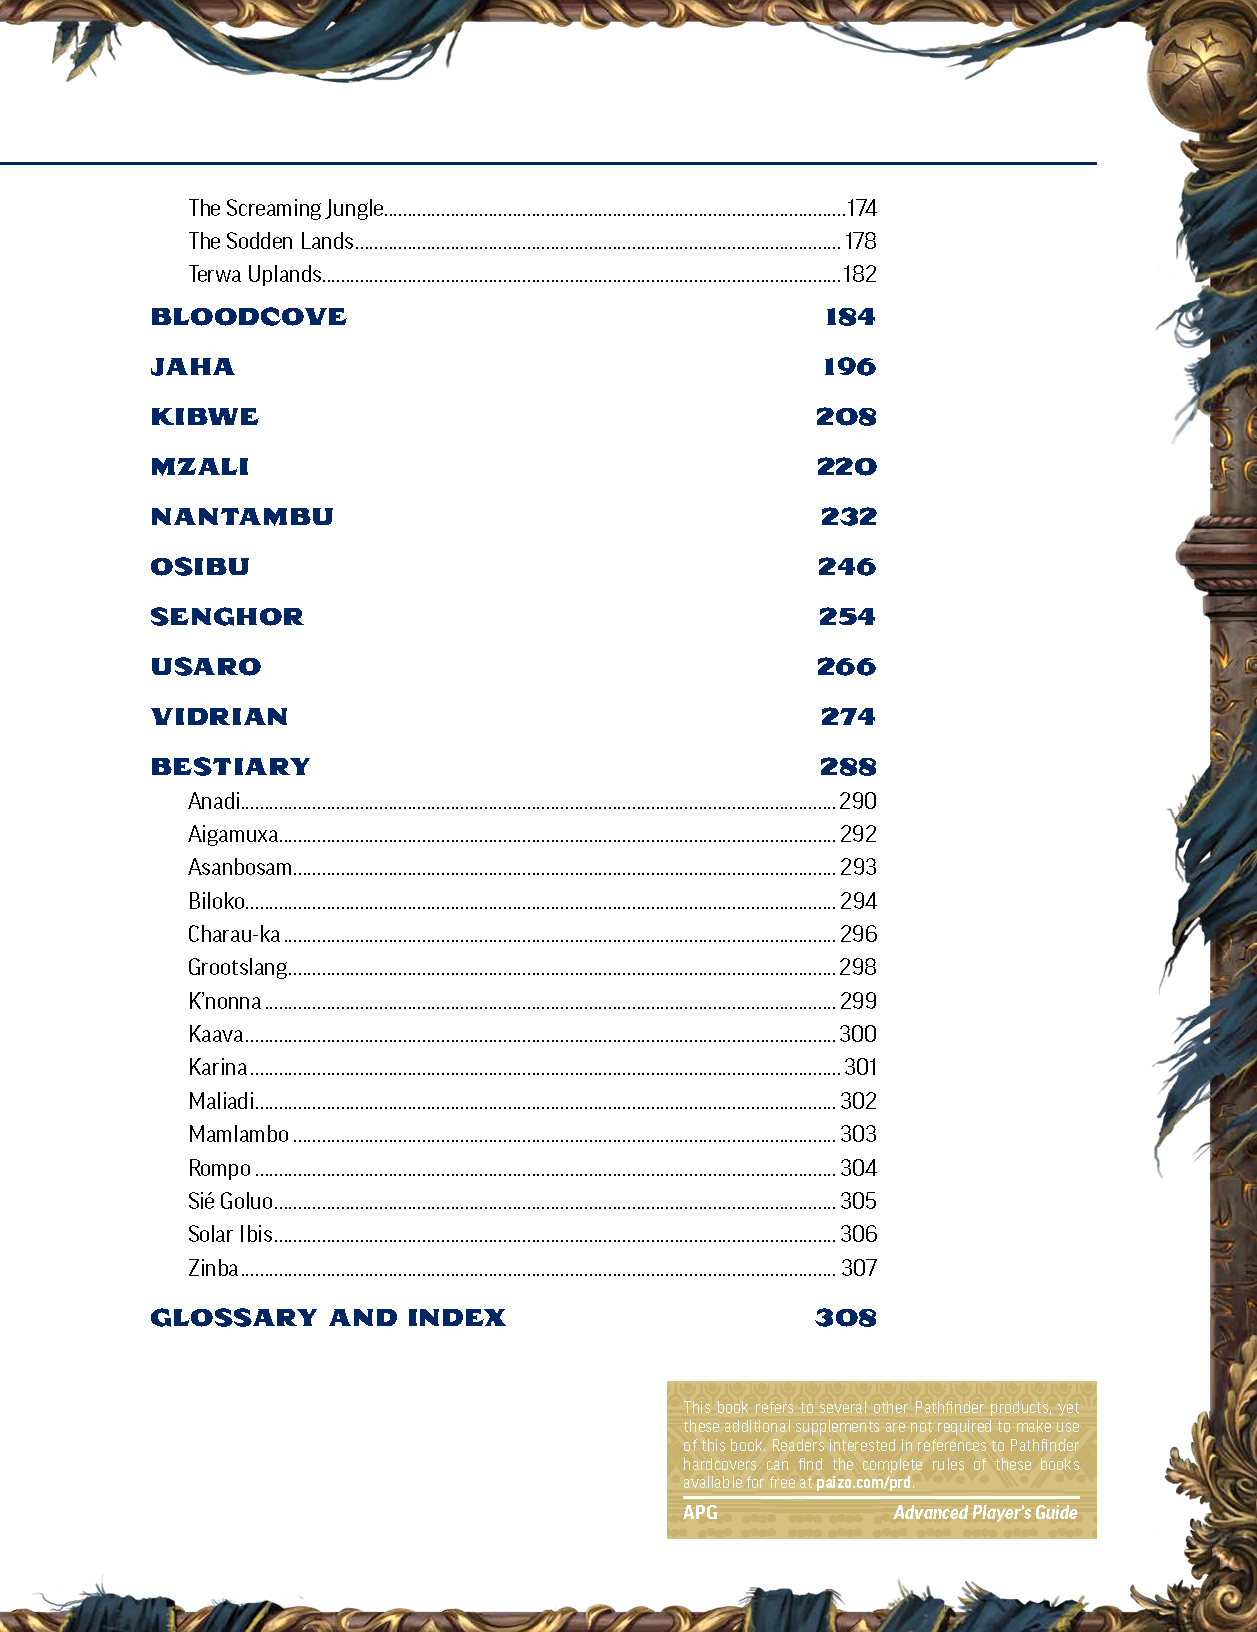 The Screaming Jungle.....174
The Sodden Lands.....178
Terwa Uplands.....182
BLOODCOVE 184
JAHA 196
KIBWE 208
MZALI 220
NANTAMBU 232
OSIBU 246
SENGHOR 254
USARO 266
VIDRIAN 274
BESTIARY 288
Anadi.....290
Aigamuxa.....292
Asanbosam.....293
Biloko.....294
Charau-ka.....296
Grootslang.....298
K’nonna.....299
Kaava.....300
Karina.....301
Maliadi.....302
Mamlambo.....303
Rompo.....304
Sié Goluo.....305
Solar Ibis.....306
Zinba.....307
GLOSSARY AND INDEX 308
This book refers to several other Pathfinder products, yet
these additional supplements are not required to make use
of this book. Readers interested in references to Pathfinder
hardcovers can find the complete rules of these books
available for free at paizo.com/prd.
APG Advanced Player’s Guide